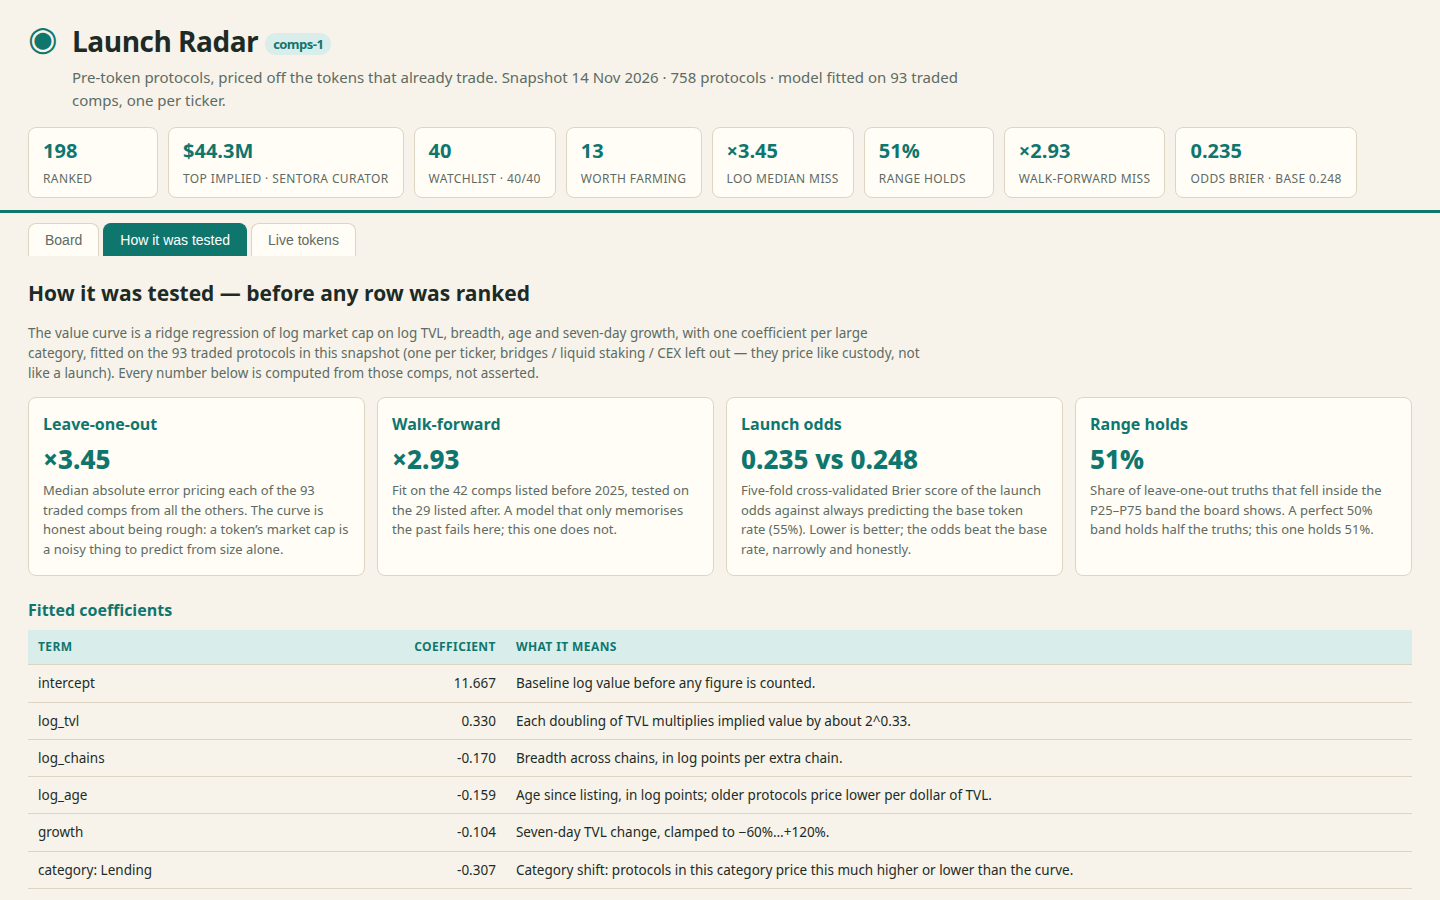 Launch Radar comps-1
Pre-token protocols, priced off the tokens that already trade. Snapshot 14 Nov 2026 · 758 protocols · model fitted on 93 traded
comps, one per ticker.
198
RANKED
$44.3M
TOP IMPLIED · SENTORA CURATOR
40
WATCHLIST · 40/40
13
WORTH FARMING
×3.45
LOO MEDIAN MISS
51%
RANGE HOLDS
×2.93
WALK-FORWARD MISS
0.235
ODDS BRIER · BASE 0.248
Board
How it was tested
Live tokens
How it was tested — before any row was ranked
The value curve is a ridge regression of log market cap on log TVL, breadth, age and seven-day growth, with one coefficient per large
category, fitted on the 93 traded protocols in this snapshot (one per ticker, bridges / liquid staking / CEX left out — they price like custody, not
like a launch). Every number below is computed from those comps, not asserted.
Leave-one-out
×3.45
Median absolute error pricing each of the 93
traded comps from all the others. The curve is
honest about being rough: a token’s market cap is
a noisy thing to predict from size alone.
Walk-forward
×2.93
Fit on the 42 comps listed before 2025, tested on
the 29 listed after. A model that only memorises
the past fails here; this one does not.
Launch odds
0.235 vs 0.248
Five-fold cross-validated Brier score of the launch
odds against always predicting the base token
rate (55%). Lower is better; the odds beat the base
rate, narrowly and honestly.
Range holds
51%
Share of leave-one-out truths that fell inside the
P25–P75 band the board shows. A perfect 50%
band holds half the truths; this one holds 51%.
Fitted coefficients
TERM COEFFICIENT WHAT IT MEANS
intercept 11.667 Baseline log value before any figure is counted.
log_tvl 0.330 Each doubling of TVL multiplies implied value by about 2^0.33.
log_chains -0.170 Breadth across chains, in log points per extra chain.
log_age -0.159 Age since listing, in log points; older protocols price lower per dollar of TVL.
growth -0.104 Seven-day TVL change, clamped to −60%…+120%.
category: Lending -0.307 Category shift: protocols in this category price this much higher or lower than the curve.